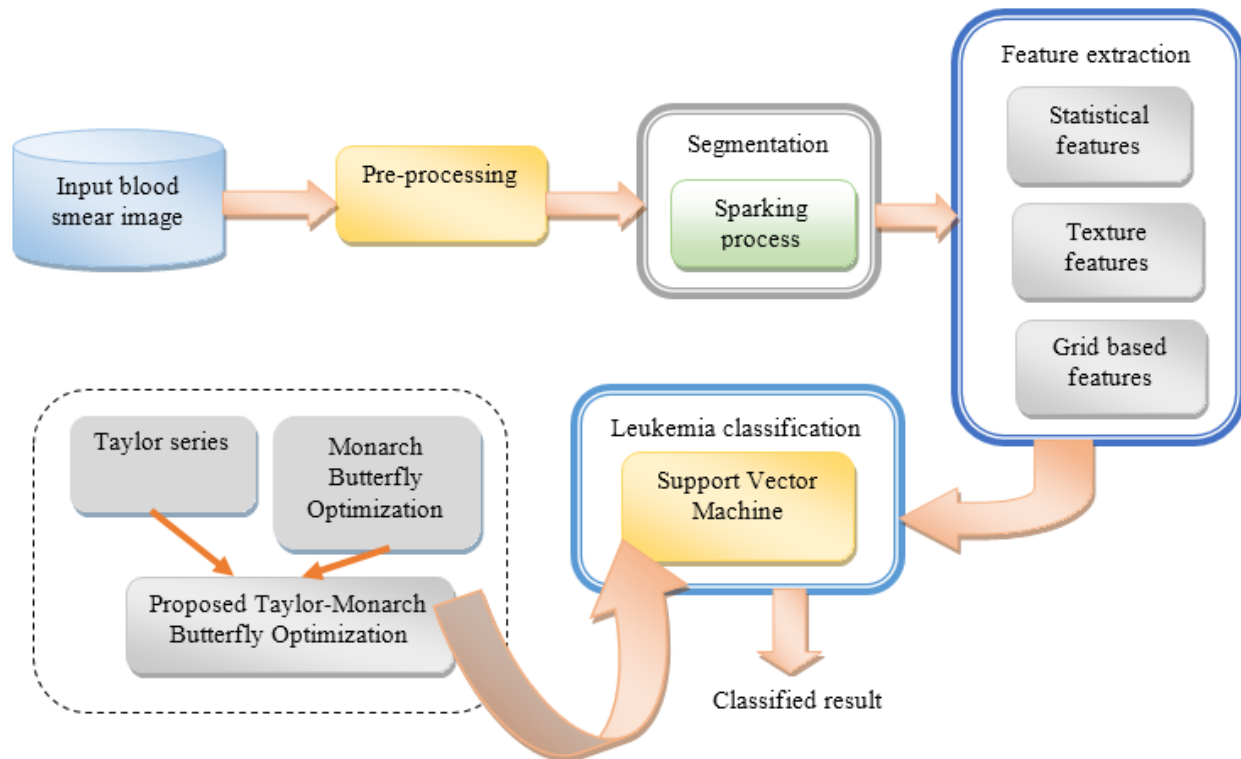 Input blood
smear image
Pre-processing
Segmentation
Sparking
process
Feature extraction
Statistical
features
Texture
features
Grid based
features
Taylor series
Monarch
Butterfly
Optimization
Proposed Taylor-Monarch
Butterfly Optimization
Leukemia classification
Support Vector
Machine
Classified result